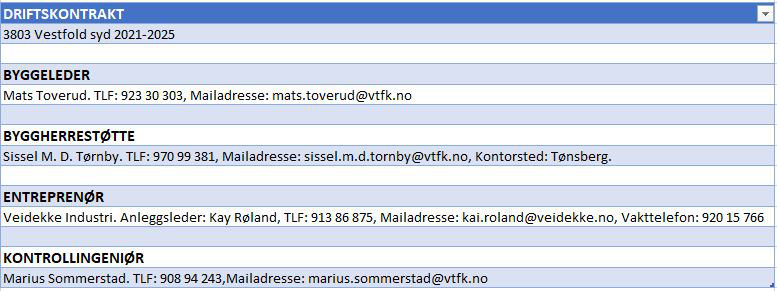 DRIFTSKONTRAKT
3803 Vestfold syd 2021-2025
BYGGELEDER
Mats Toverud. TLF: 923 30 303, Mailadresse: mats.toverud@vtfk.no
BYGGHERRESTØTTE
Sissel M. D. Tørnby. TLF: 970 99 381, Mailadresse: sissel.m.d.tornby@vtfk.no, Kontorsted: Tønsberg.
ENTREPRENØR
Veidekke Industri. Anleggsleder: Kay Røland, TLF: 913 86 875, Mailadresse: kai.roland@veidekke.no, Vakttelefon: 920 15 766
KONTROLLINGENIØR
Marius Sommerstad. TLF: 908 94 243,Mailadresse: marius.sommerstad@vtfk.no